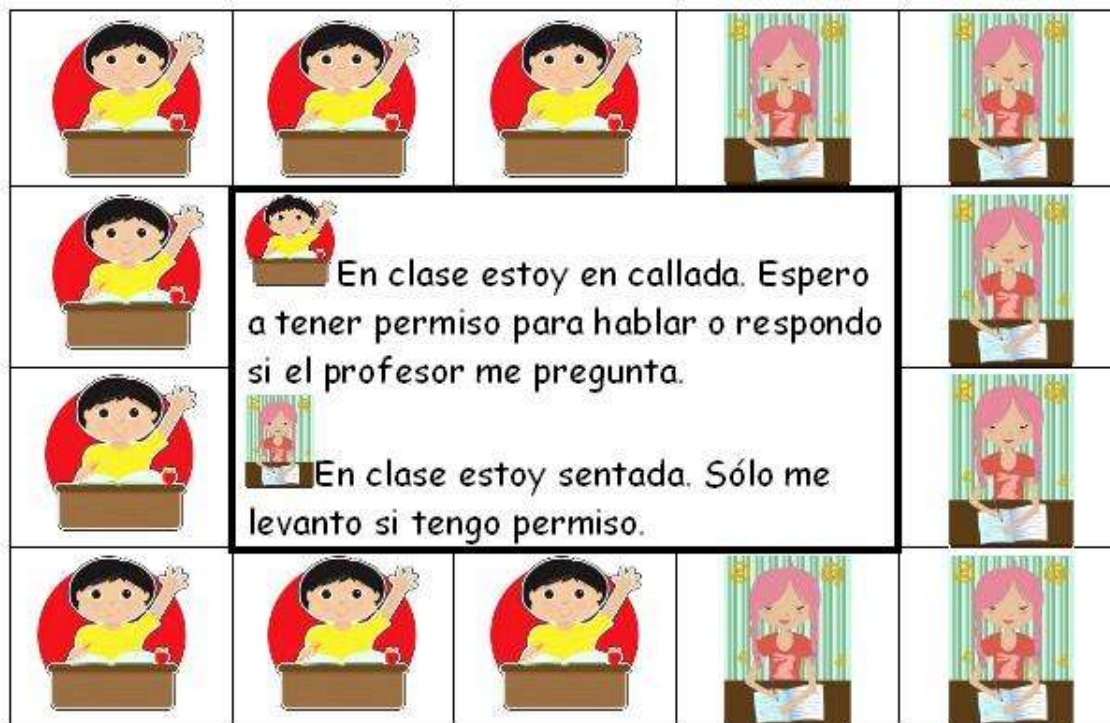 En clase estoy en callada. Espero
a tener permiso para hablar o respondo
si el profesor me pregunta.
En clase estoy sentada. Sólo me
levanto si tengo permiso.